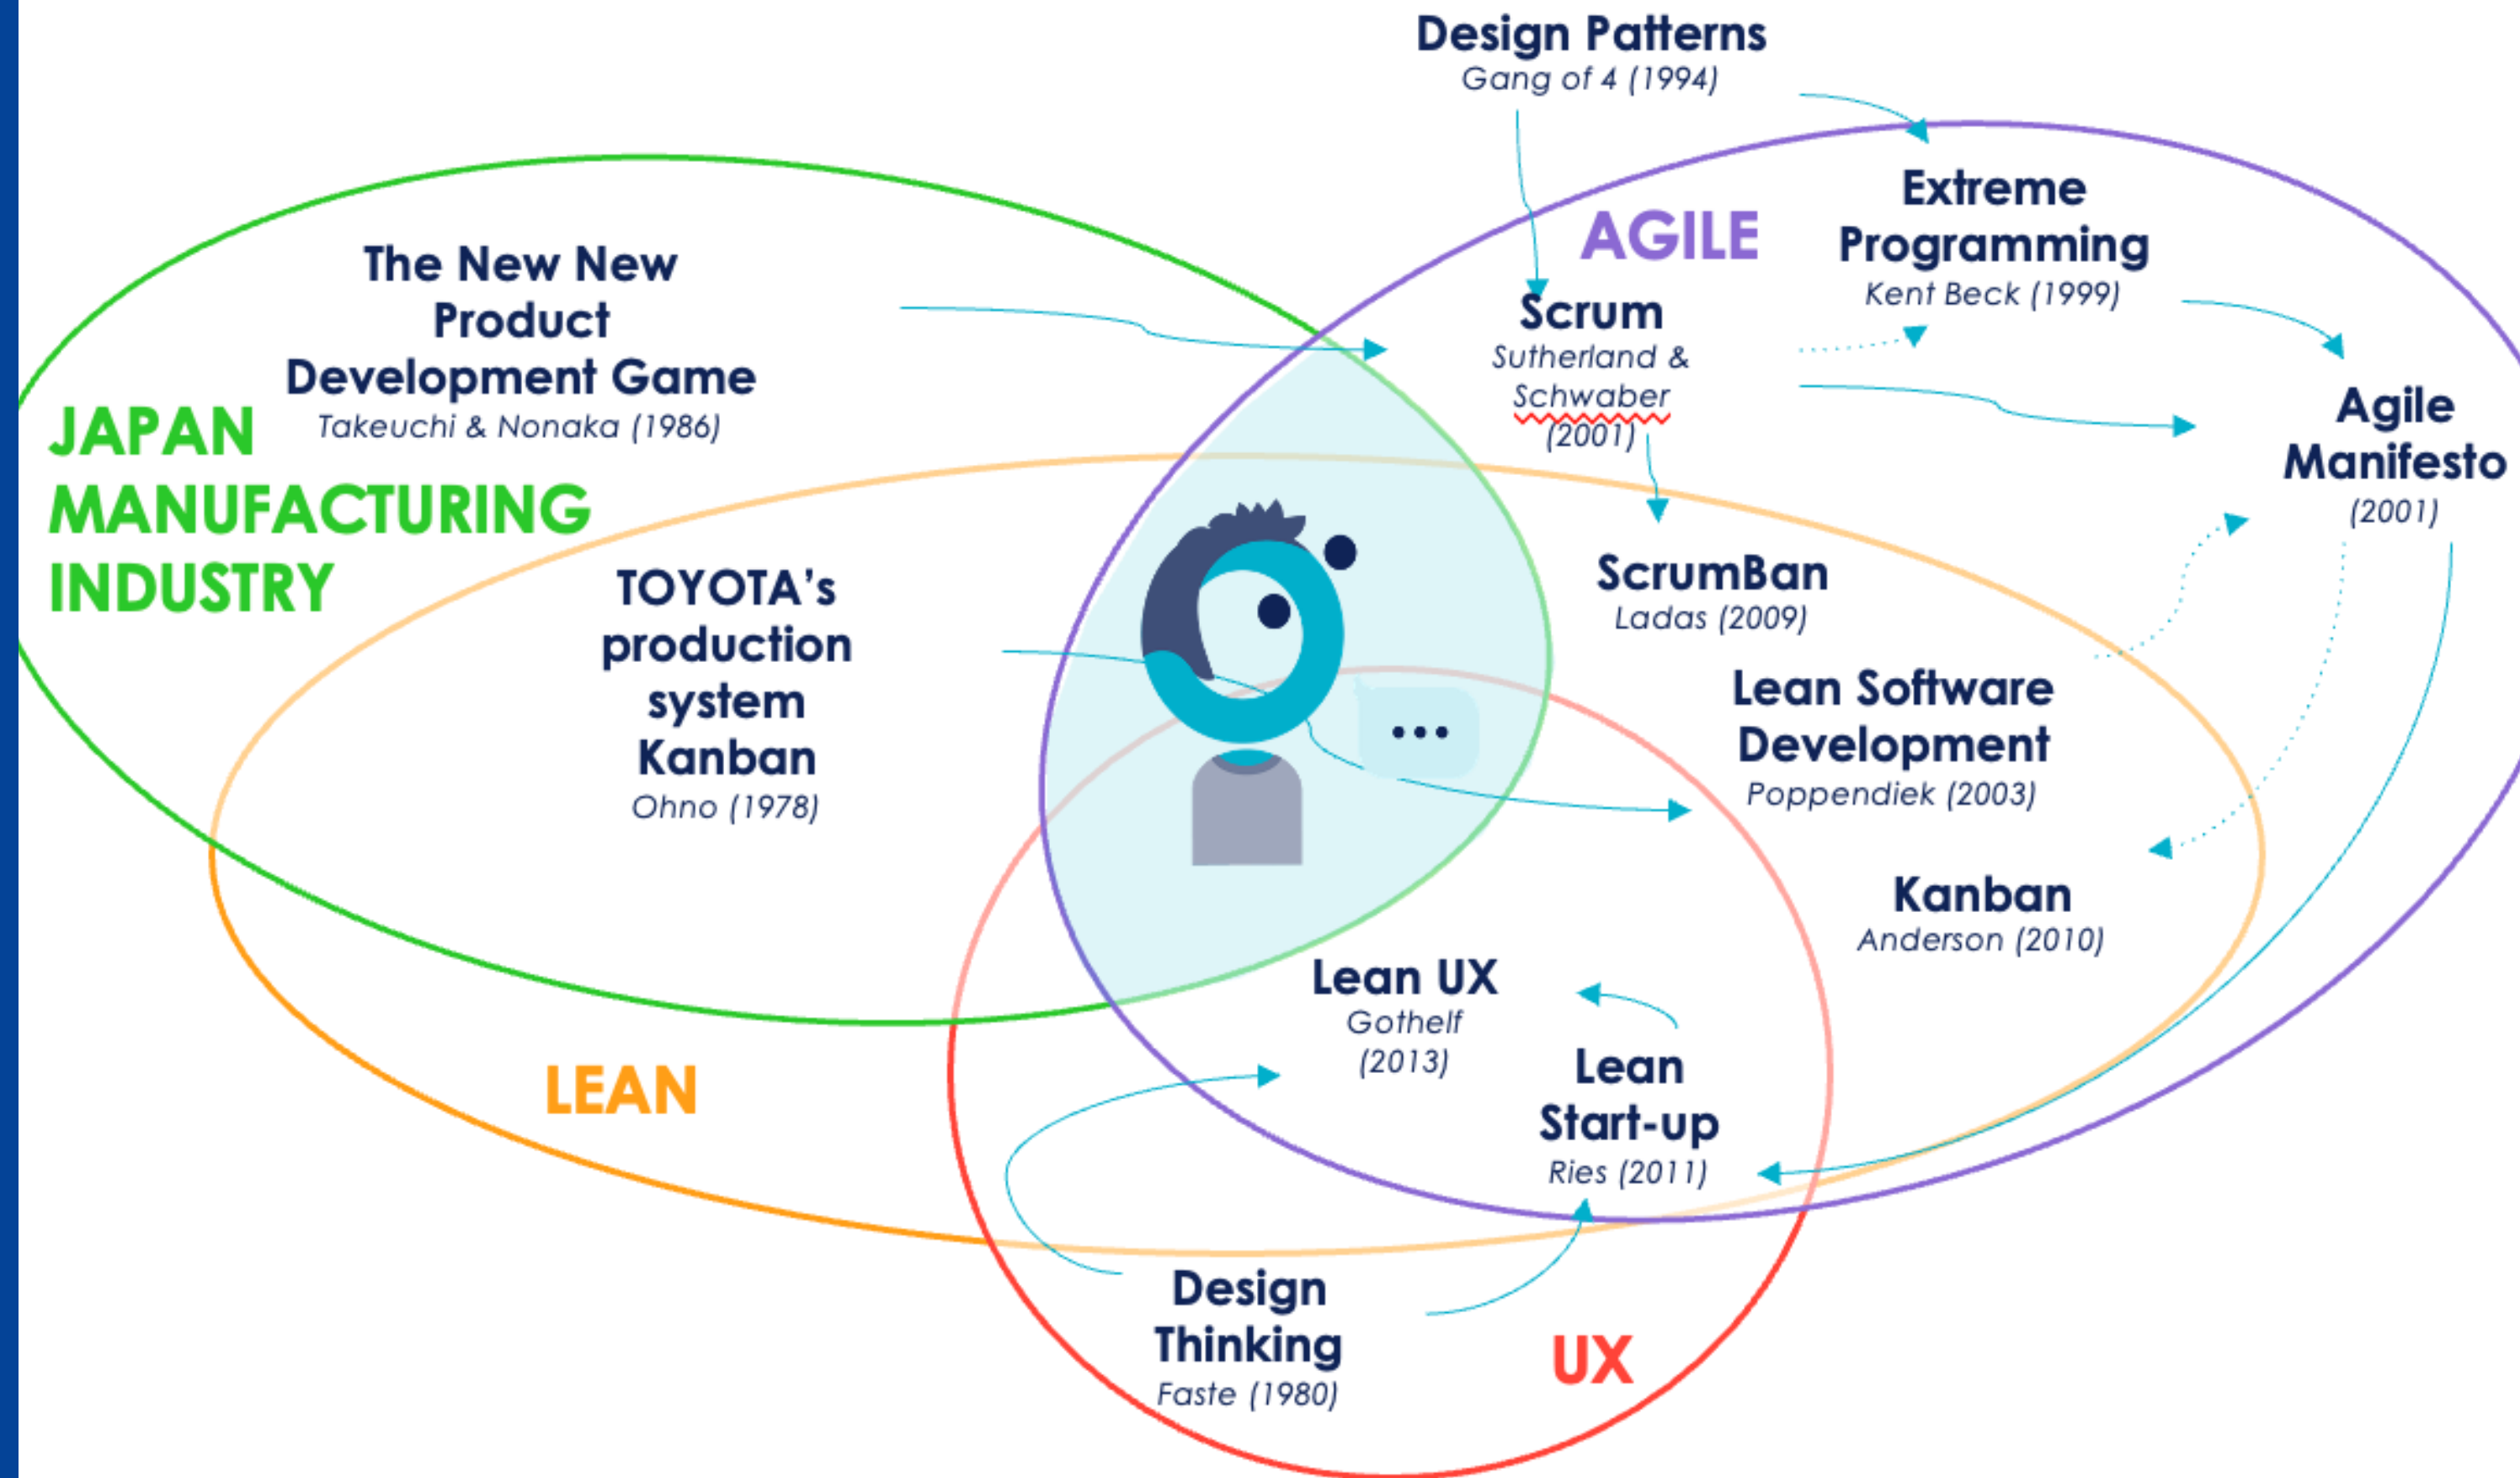 Design Patterns
Gang of 4 (1994)
AGILE
Extreme
Programming
Kent Beck (1999)
The New New
Product
Development Game
Takeuchi & Nonaka (1986)
Scrum
Sutherland &
Schwaber
(2001)
Agile
Manifesto
(2001)
JAPAN
MANUFACTURING
INDUSTRY
TOYOTA's
production
system
Kanban
Ohno (1978)
ScrumBan
Ladas (2009)
Lean Software
Development
Poppendiek (2003)
Kanban
Anderson (2010)
Lean UX
Gothelf
(2013)
Lean
Start-up
Ries (2011)
LEAN
Design
Thinking
Faste (1980)
UX